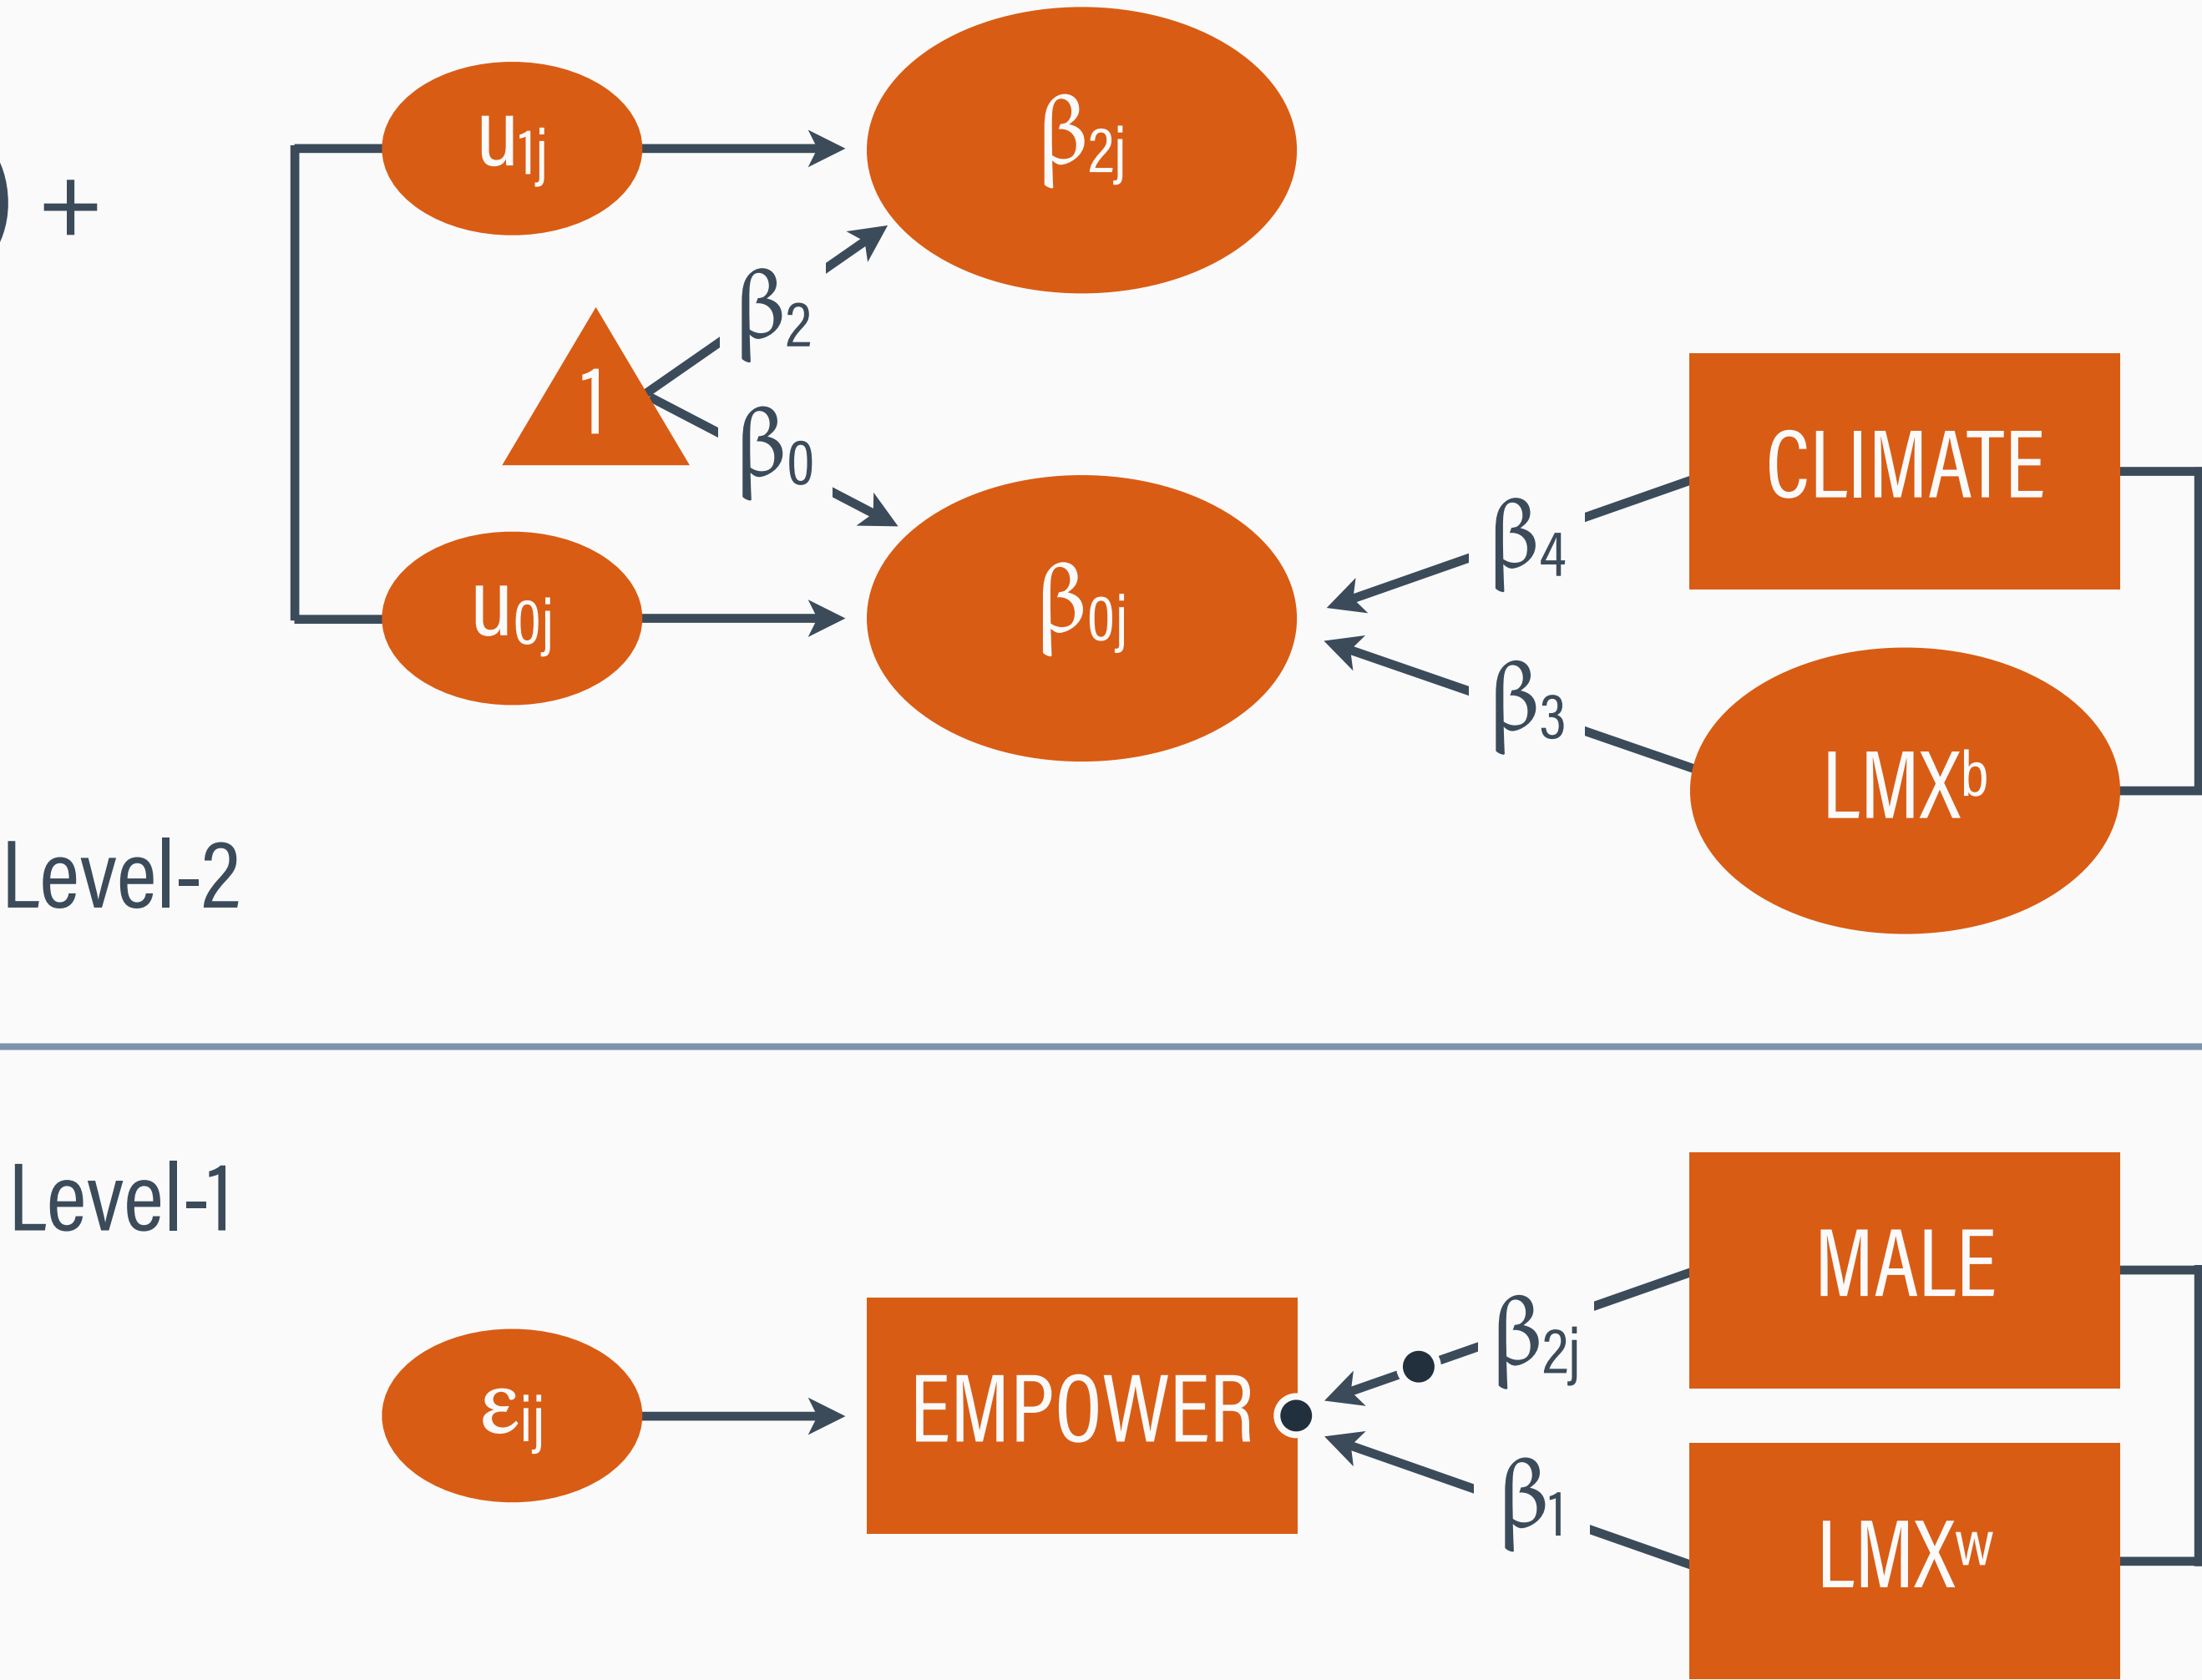 ) +
u1j
β2j
β2
1
β0
CLIMATE
β4
u0j
β0j
β3
LMXᵇ
Level-2
Level-1
MALE
β2j
εij
EMPOWER
β1
LMXʷ